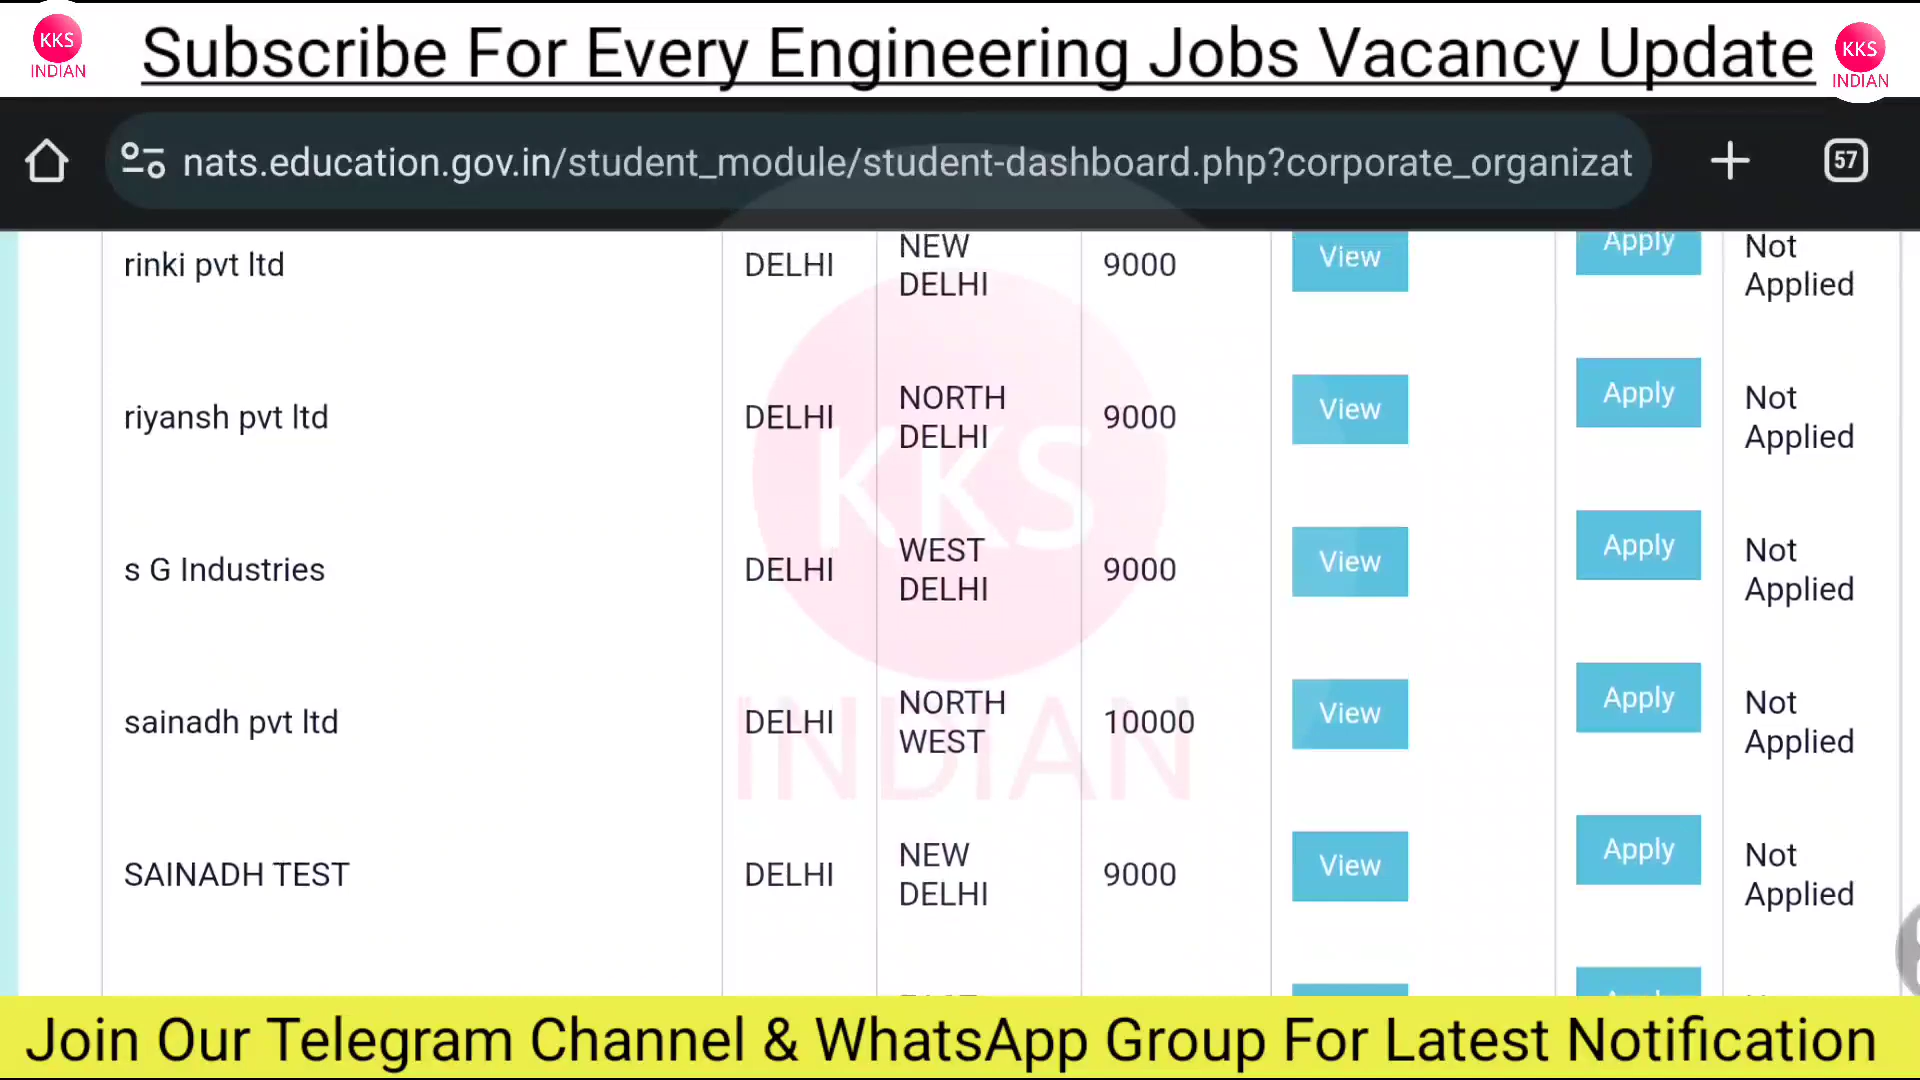 KKS
INDIAN
Subscribe For Every Engineering Jobs Vacancy Update
KKS
INDIAN
nats.education.gov.in/student_module/student-dashboard.php?corporate_organizat
57
rinki pvt ltd
DELHI
NEW
DELHI
9000
View
Apply
Not
Applied
riyansh pvt ltd
DELHI
NORTH
DELHI
9000
View
Apply
Not
Applied
s G Industries
DELHI
WEST
DELHI
9000
View
Apply
Not
Applied
sainadh pvt ltd
DELHI
NORTH
WEST
10000
View
Apply
Not
Applied
SAINADH TEST
DELHI
NEW
DELHI
9000
View
Apply
Not
Applied
KKS
INDIAN
Join Our Telegram Channel & WhatsApp Group For Latest Notification